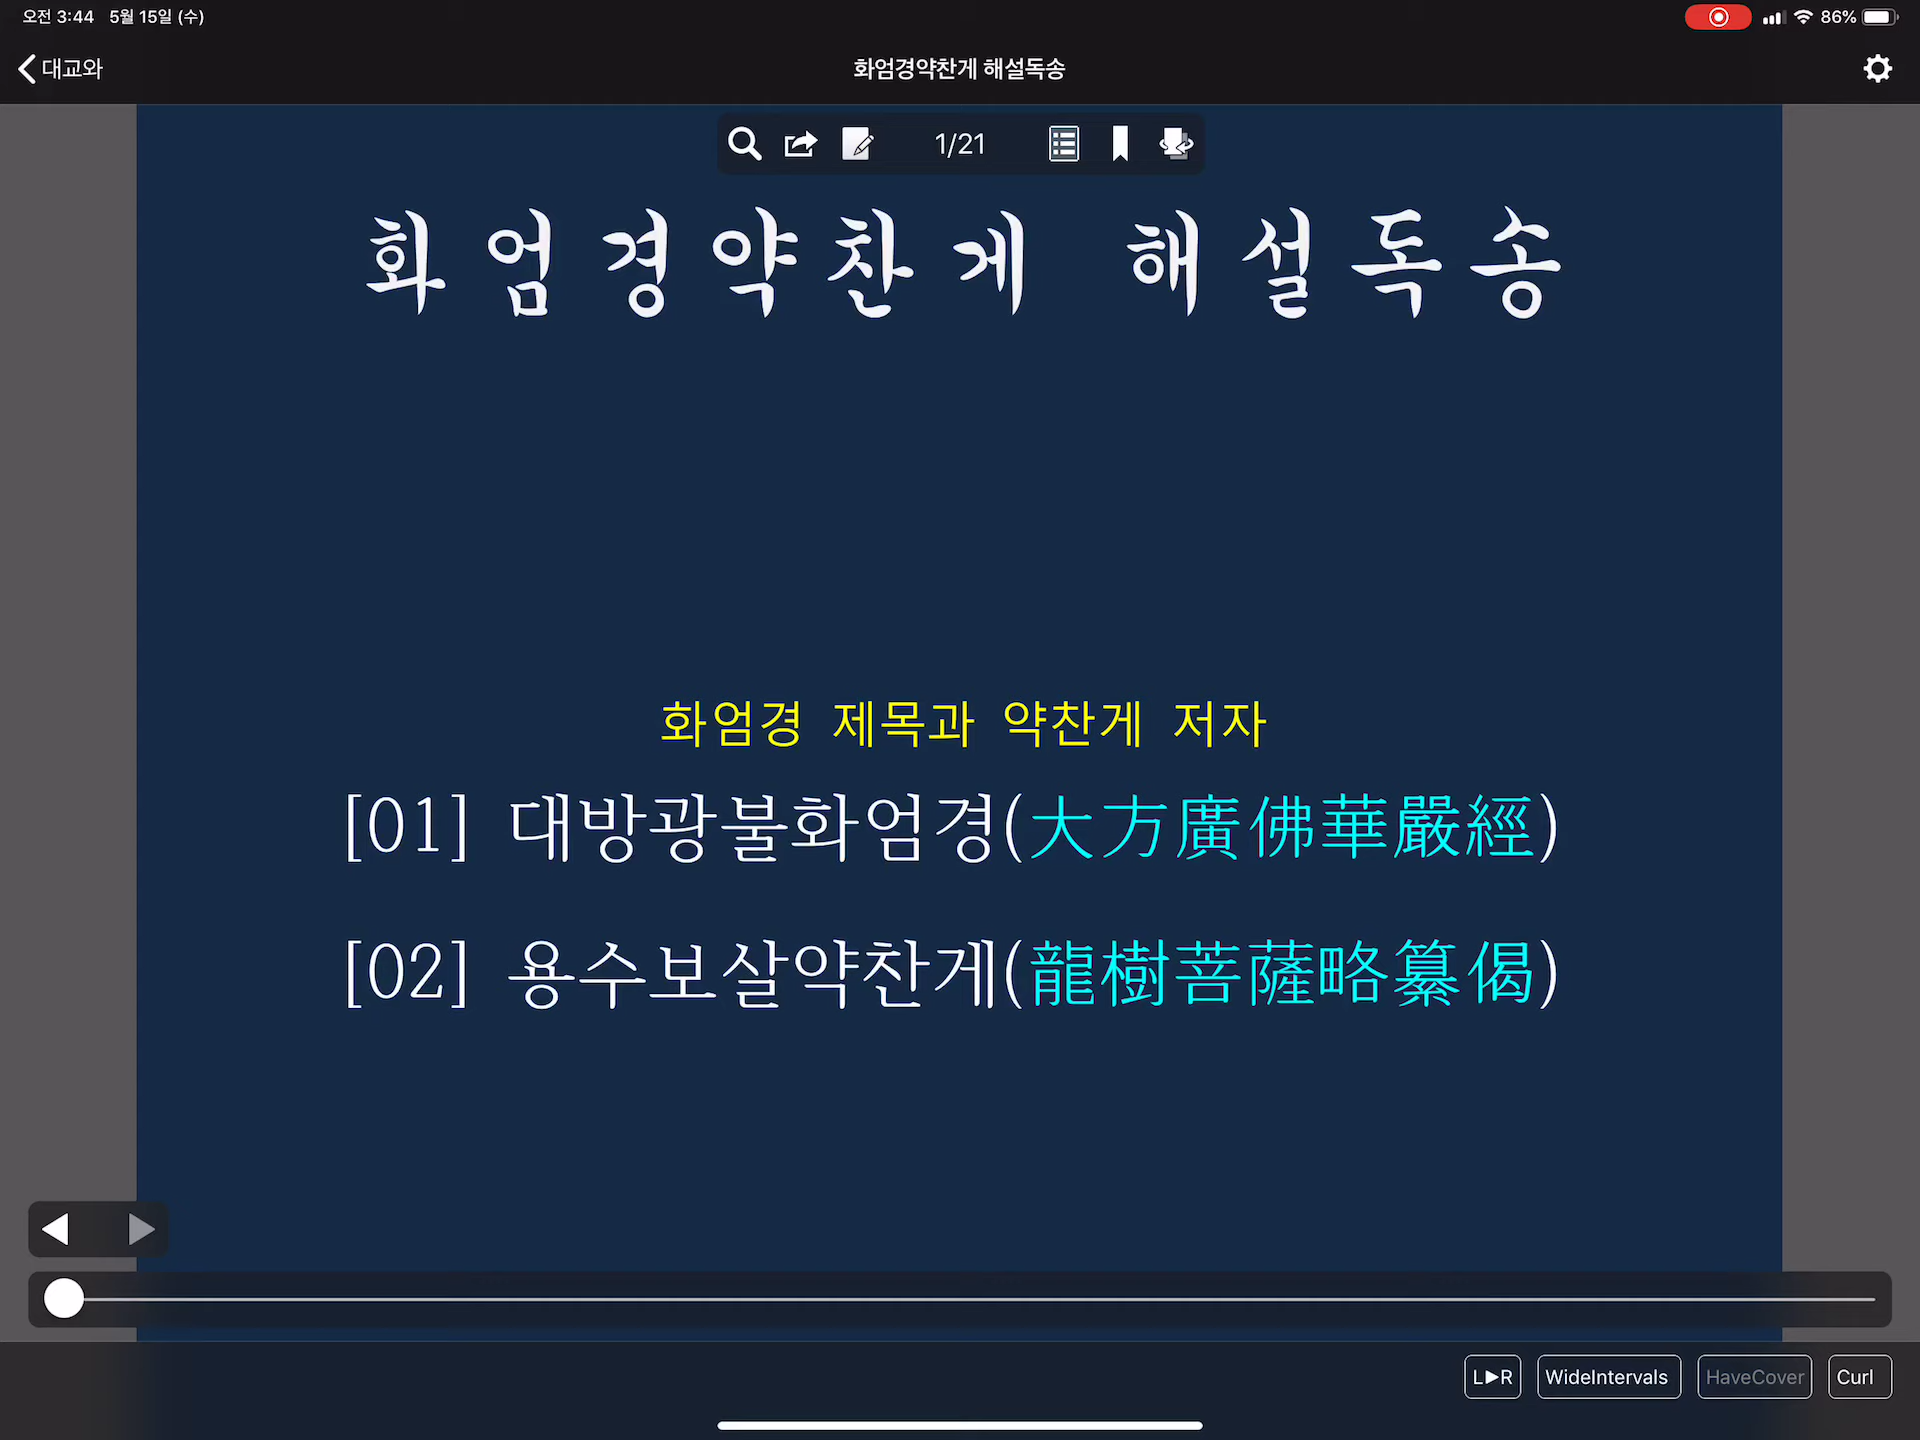 오전 3:44 5월 15일 (수) 86%
대교와 화엄경약찬게 해설독송
1/21
화엄경약찬게 해설독송
화엄경 제목과 약찬게 저자
[01] 대방광불화엄경(大方廣佛華嚴經)
[02] 용수보살약찬게(龍樹菩薩略纂偈)
L▶R WideIntervals HaveCover Curl